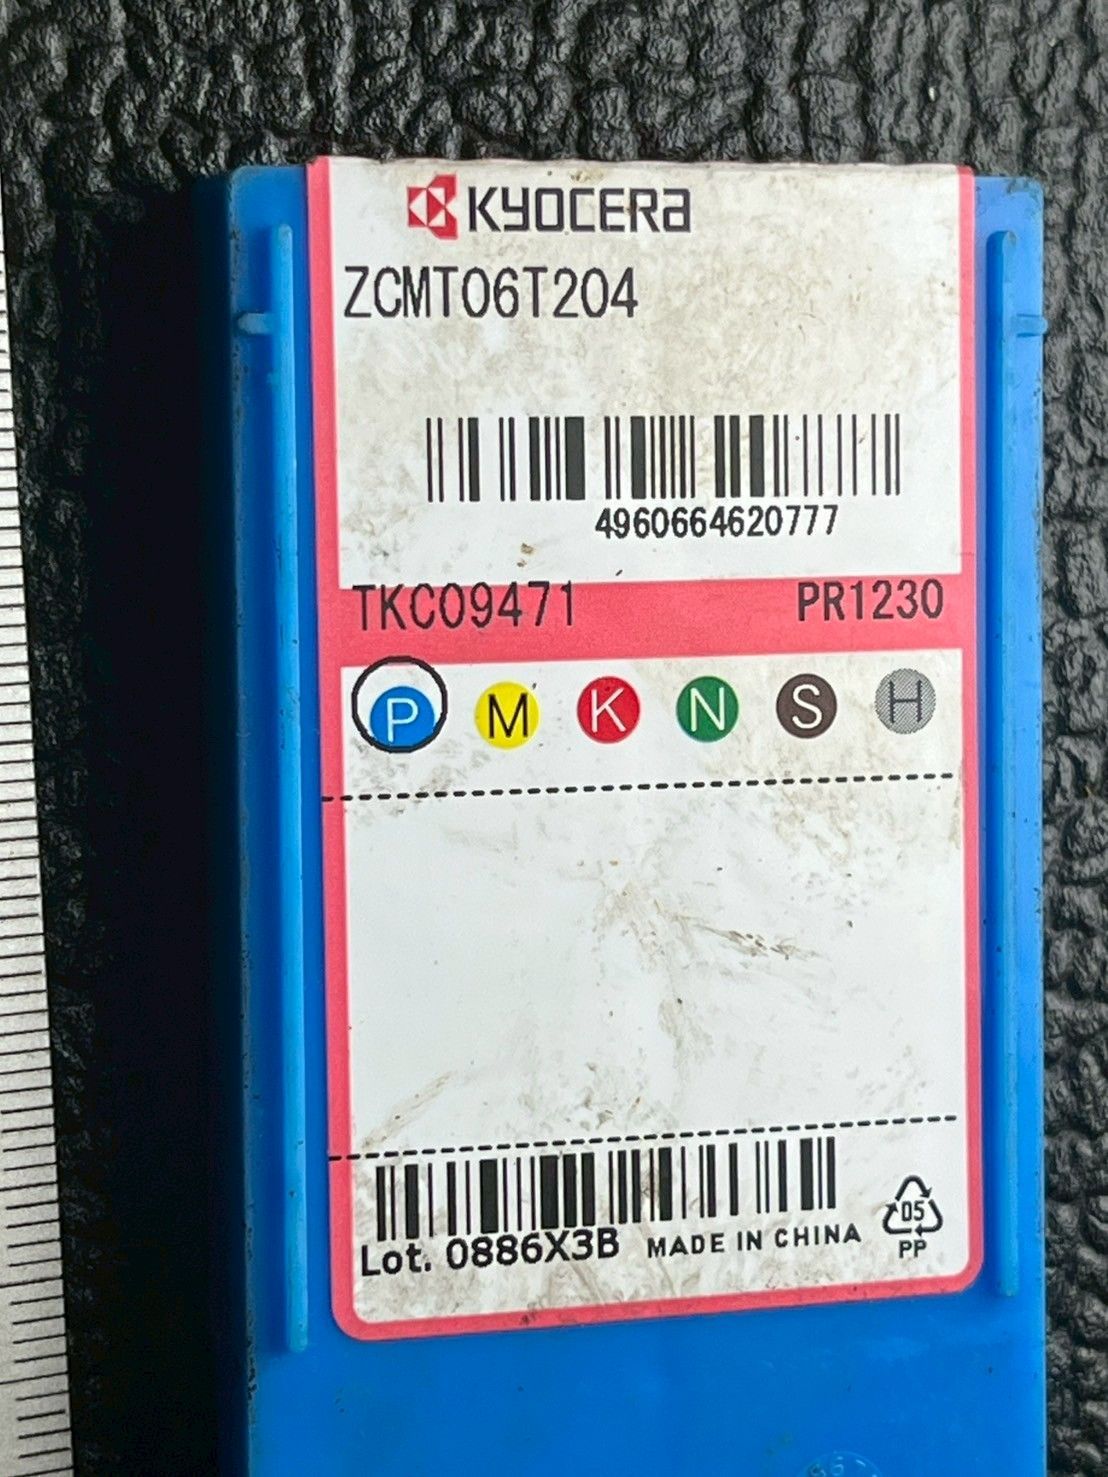 KYOCERA
ZCMT06T204
4960664620777
TKC09471 PR1230
P M K N S H
Lot. 0886X3B MADE IN CHINA
05
PP